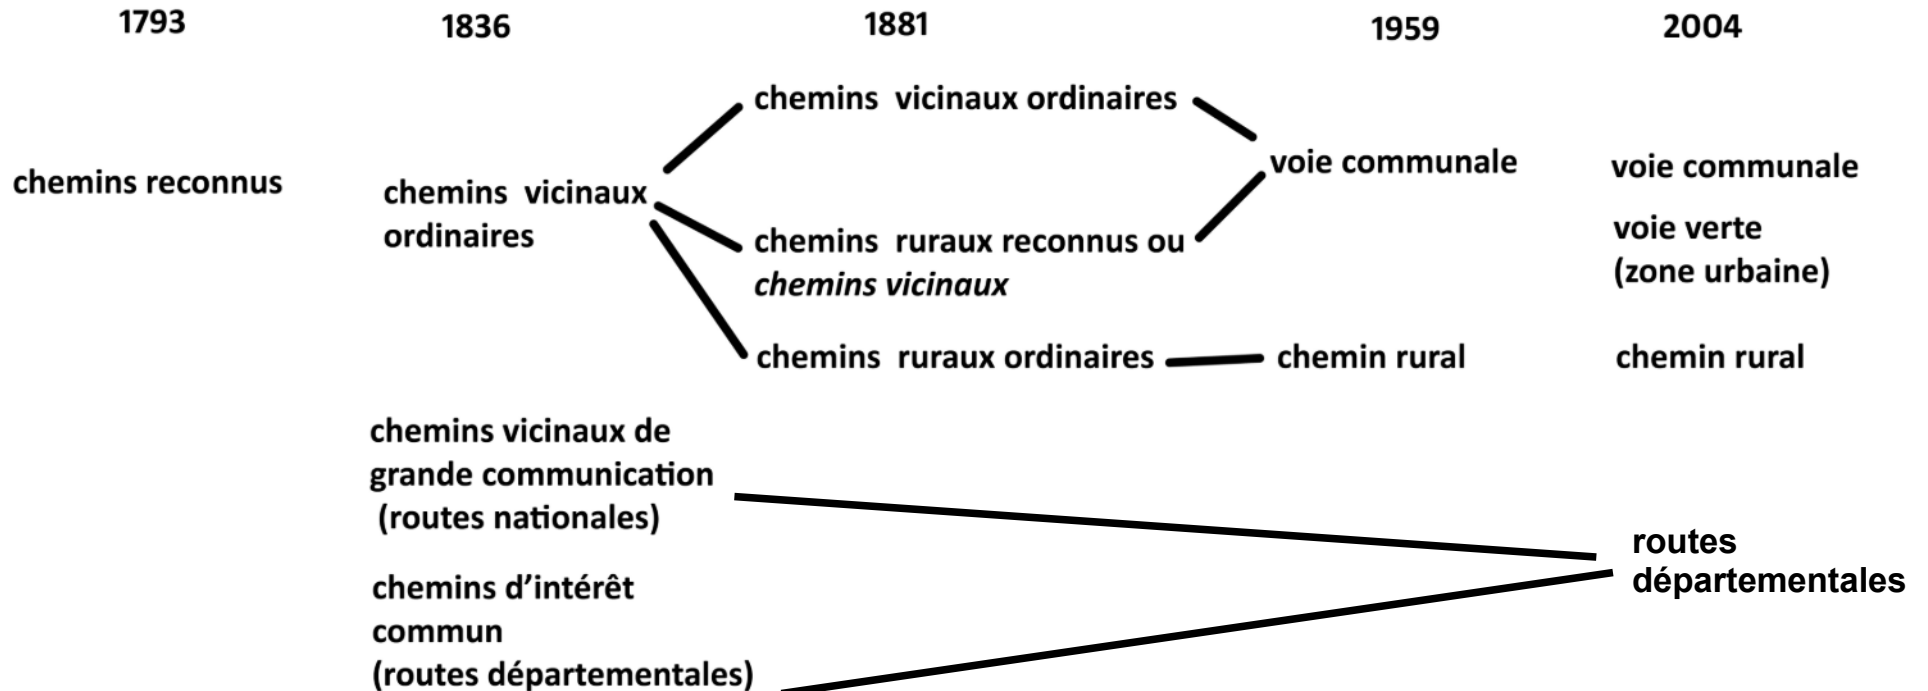 1793
1836
1881
1959
2004
chemins reconnus
chemins vicinaux
ordinaires
chemins vicinaux de
grande communication
(routes nationales)
chemins d'intérêt
commun
(routes départementales)
chemins vicinaux ordinaires
chemins ruraux reconnus ou
chemins vicinaux
chemins ruraux ordinaires
voie communale
chemin rural
voie communale
voie verte
(zone urbaine)
chemin rural
routes
départementales